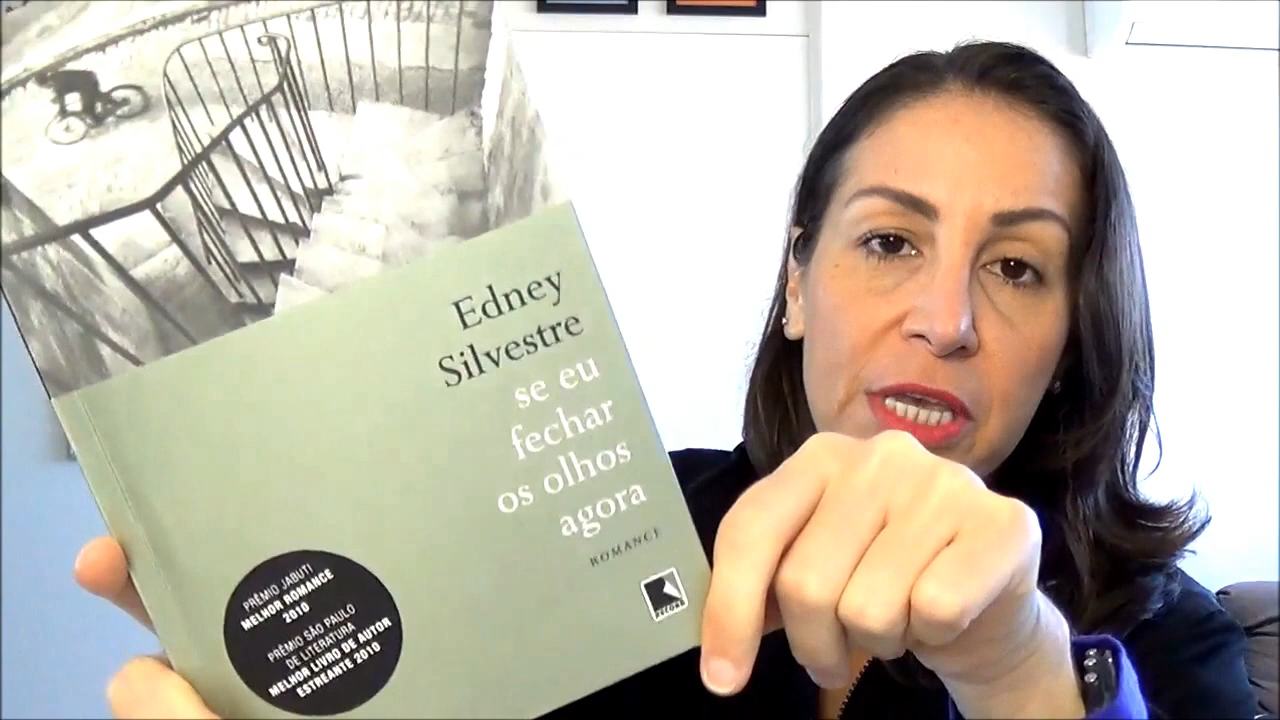 Edney
Silvestre
se eu
fechar
os olhos
agora
ROMANCE
RECORD
PRÊMIO JABUTI
MELHOR ROMANCE
2010
PRÊMIO SÃO PAULO
DE LITERATURA
MELHOR LIVRO DE AUTOR
ESTREANTE 2010